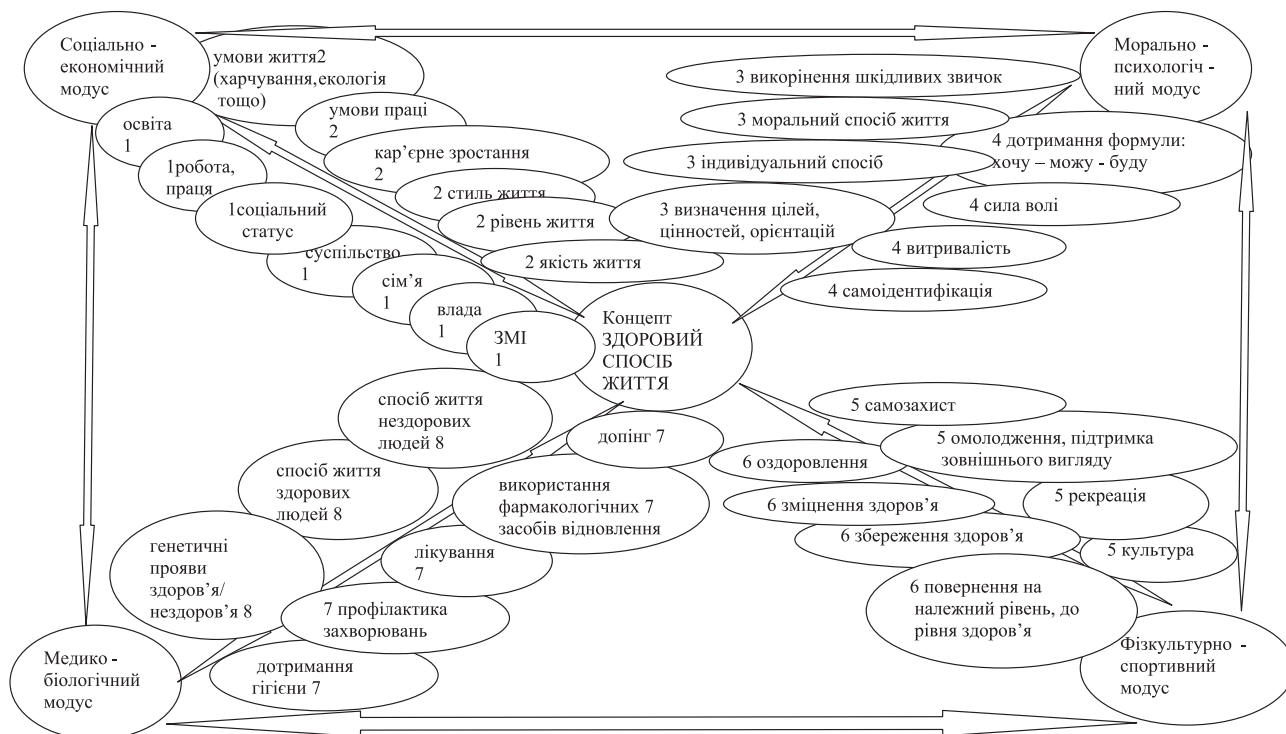 Соціально -
економічний
модус
умови життя2
(харчування,екологія
тощо)
освіта
1
умови праці
2
1робота,
праця
кар’єрне зростання
2
1соціальний
статус
2 стиль життя
2 рівень життя
суспільство
1
2 якість життя
сім’я
1
влада
1
ЗМІ
1
Морально -
психологіч -
ний модус
3 викорінення шкідливих звичок
3 моральний спосіб життя
4 дотримання формули:
хочу – можу - буду
3 індивідуальний спосіб
3 визначення цілей,
цінностей, орієнтацій
4 сила волі
4 витривалість
4 самоідентифікація
Концепт
ЗДОРОВИЙ
СПОСІБ
ЖИТТЯ
спосіб життя
нездорових
людей 8
допінг 7
спосіб життя
здорових
людей 8
використання
фармакологічних 7
засобів відновлення
генетичні
прояви
здоров’я/
нездоров’я 8
лікування
7
7 профілактика
захворювань
Медико -
біологічний
модус
дотримання
гігієни 7
5 самозахист
5 омолодження, підтримка
зовнішнього вигляду
6 оздоровлення
5 рекреація
6 зміцнення здоров’я
6 збереження здоров’я
5 культура
6 повернення на
належний рівень, до
рівня здоров’я
Фізкультурно -
спортивний
модус